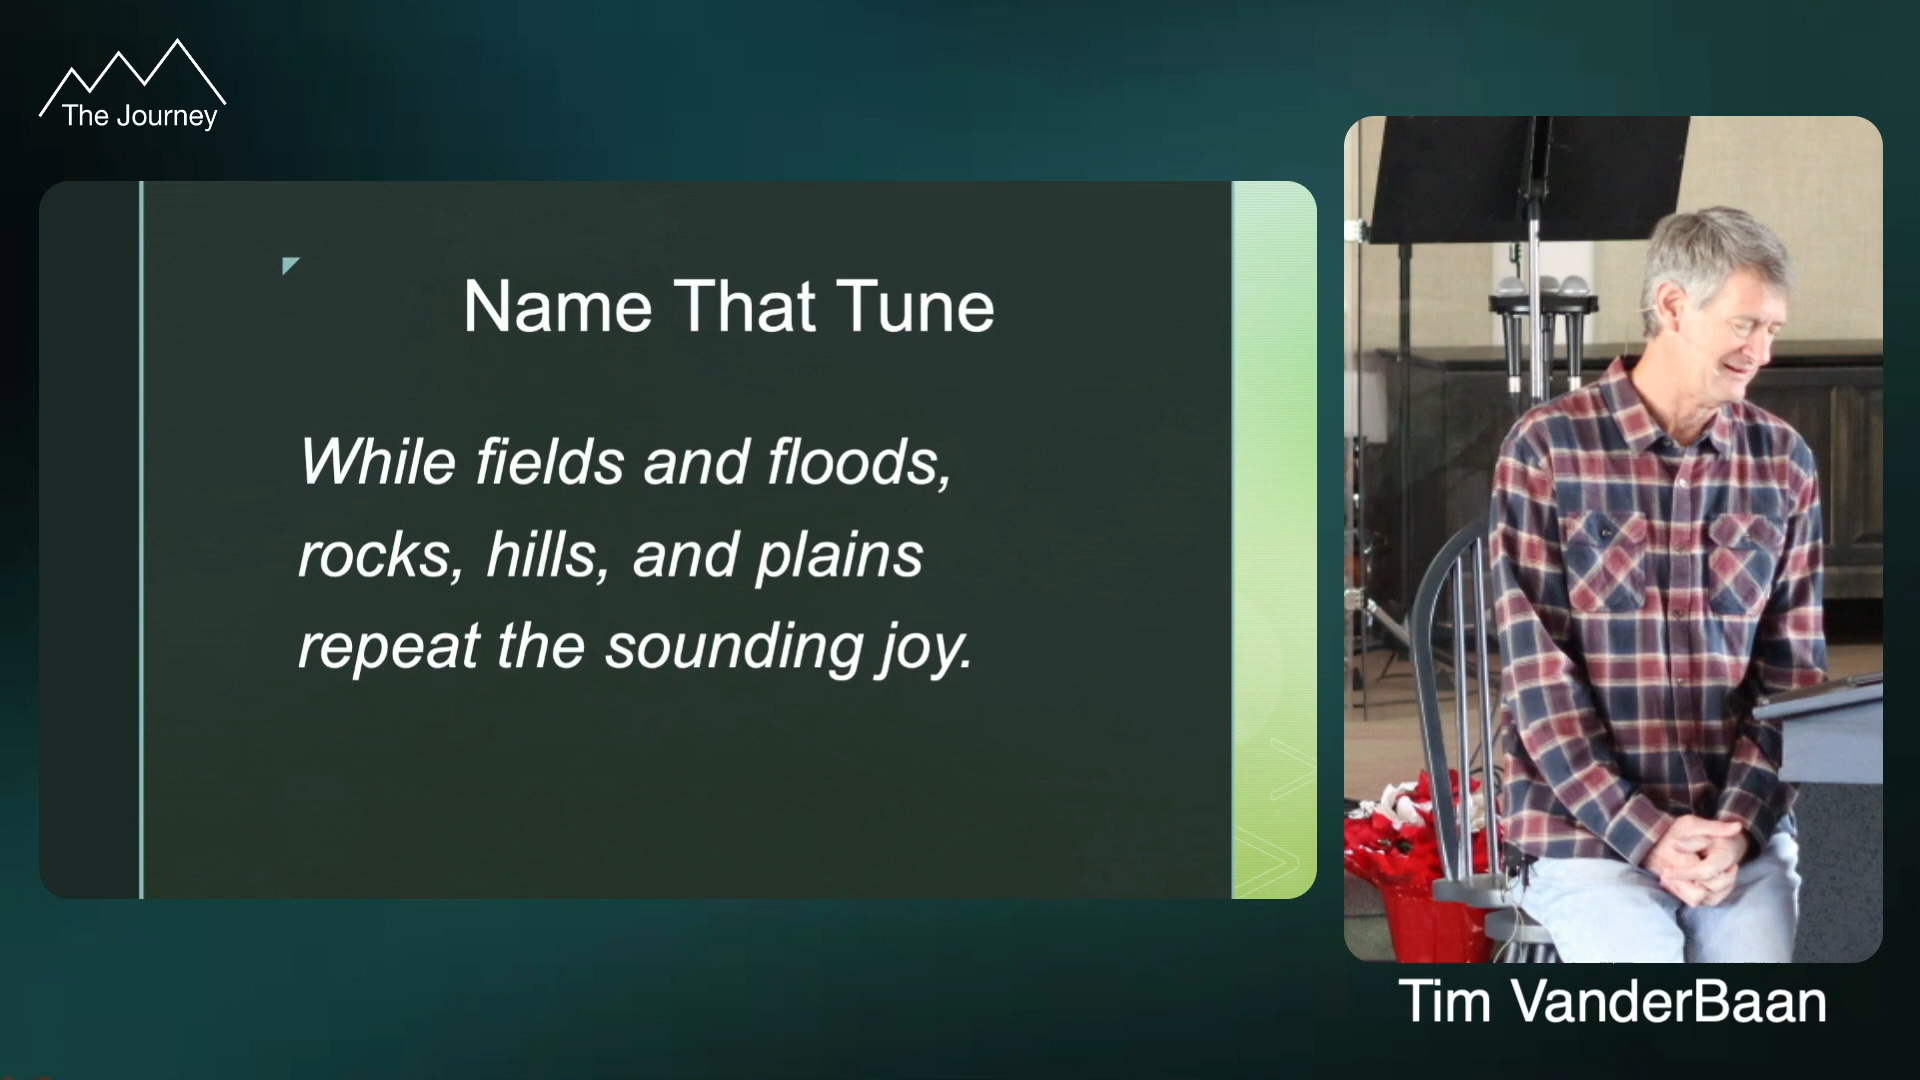 The Journey
Name That Tune
While fields and floods,
rocks, hills, and plains
repeat the sounding joy.
Tim VanderBaan